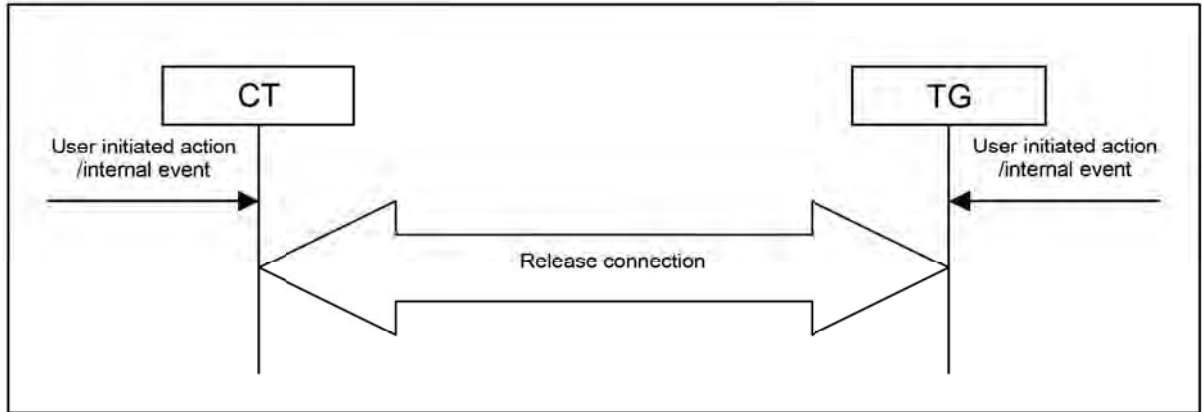 CT
TG
User initiated action
/internal event
User initiated action
/internal event
Release connection